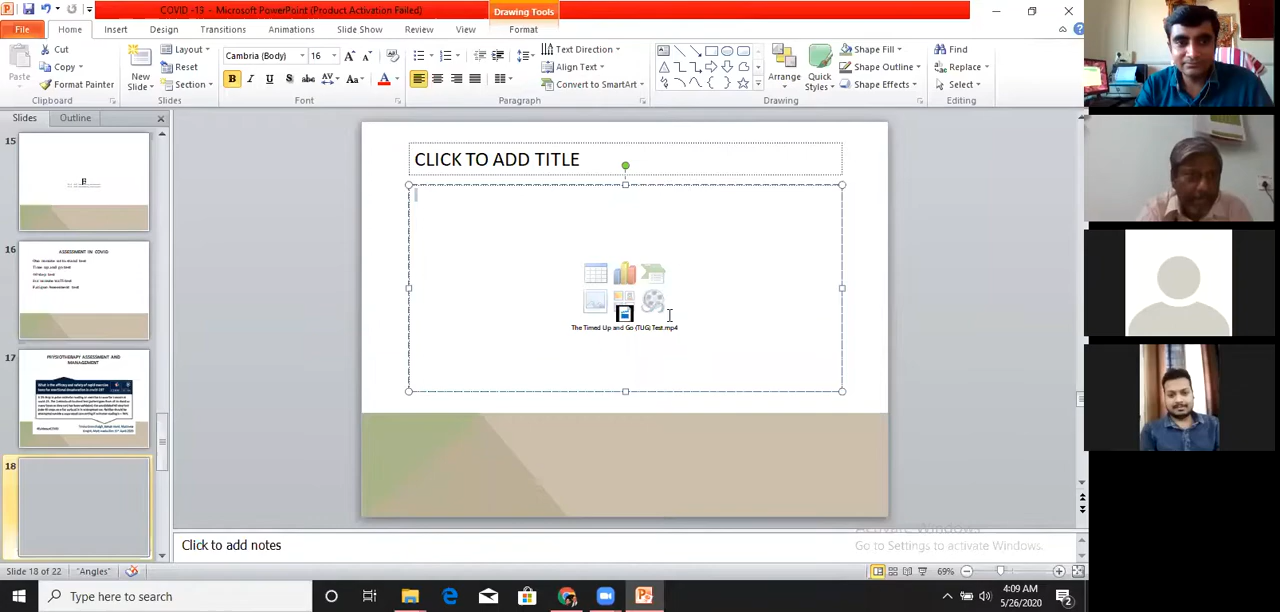 COVID -19 - Microsoft PowerPoint (Product Activation Failed)
Drawing Tools
File
Home
Insert
Design
Transitions
Animations
Slide Show
Review
View
Format
Paste
Cut
Copy
Format Painter
Clipboard
New
Slide
Layout
Reset
Section
Slides
Cambria (Body)
16
Font
Text Direction
Align Text
Convert to SmartArt
Paragraph
Arrange
Quick
Styles
Shape Fill
Shape Outline
Shape Effects
Drawing
Find
Replace
Select
Editing
Slides
Outline
15
16
ASSESSMENT IN COVID
17
PHYSIOTHERAPY ASSESSMENT AND
MANAGEMENT
18
CLICK TO ADD TITLE
The Timed Up and Go (TUG) Test.mp4
Click to add notes
Activate Windows
Go to Settings to activate Windows.
Slide 18 of 22
"Angles"
69%
Type here to search
4:09 AM
5/26/2020
2